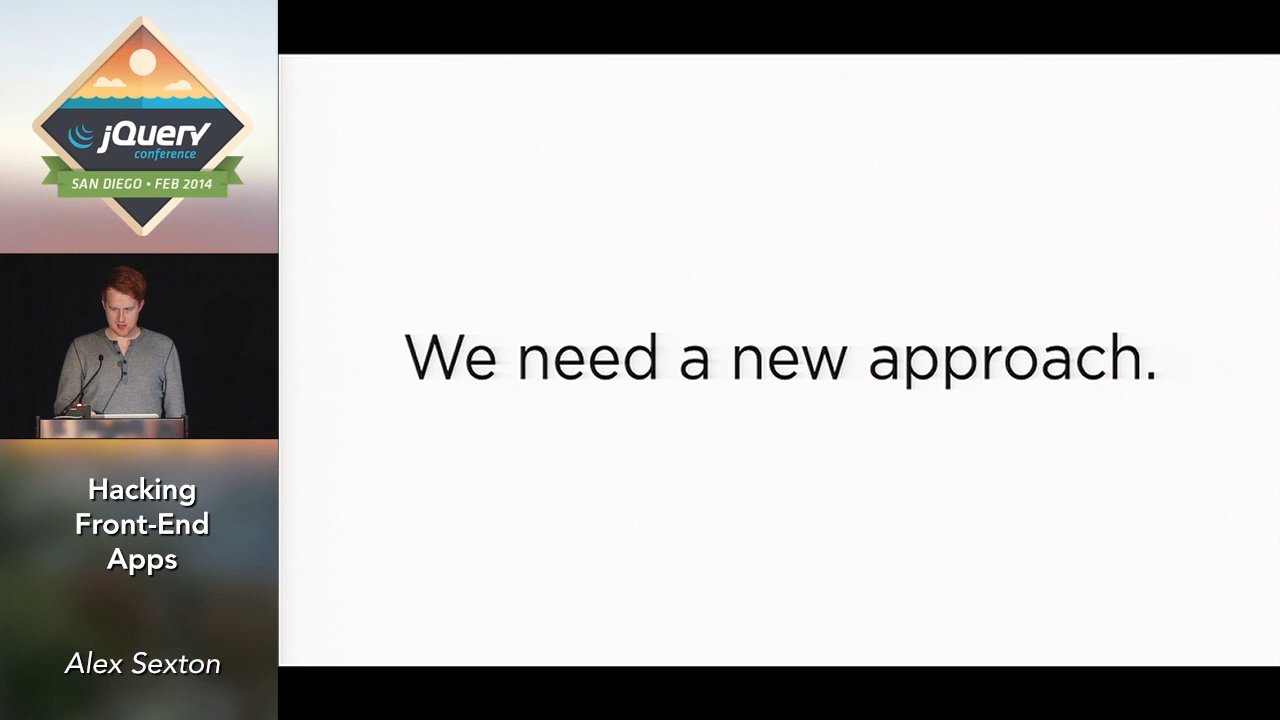 jQuery
conference
SAN DIEGO • FEB 2014
We need a new approach.
Hacking
Front-End
Apps
Alex Sexton